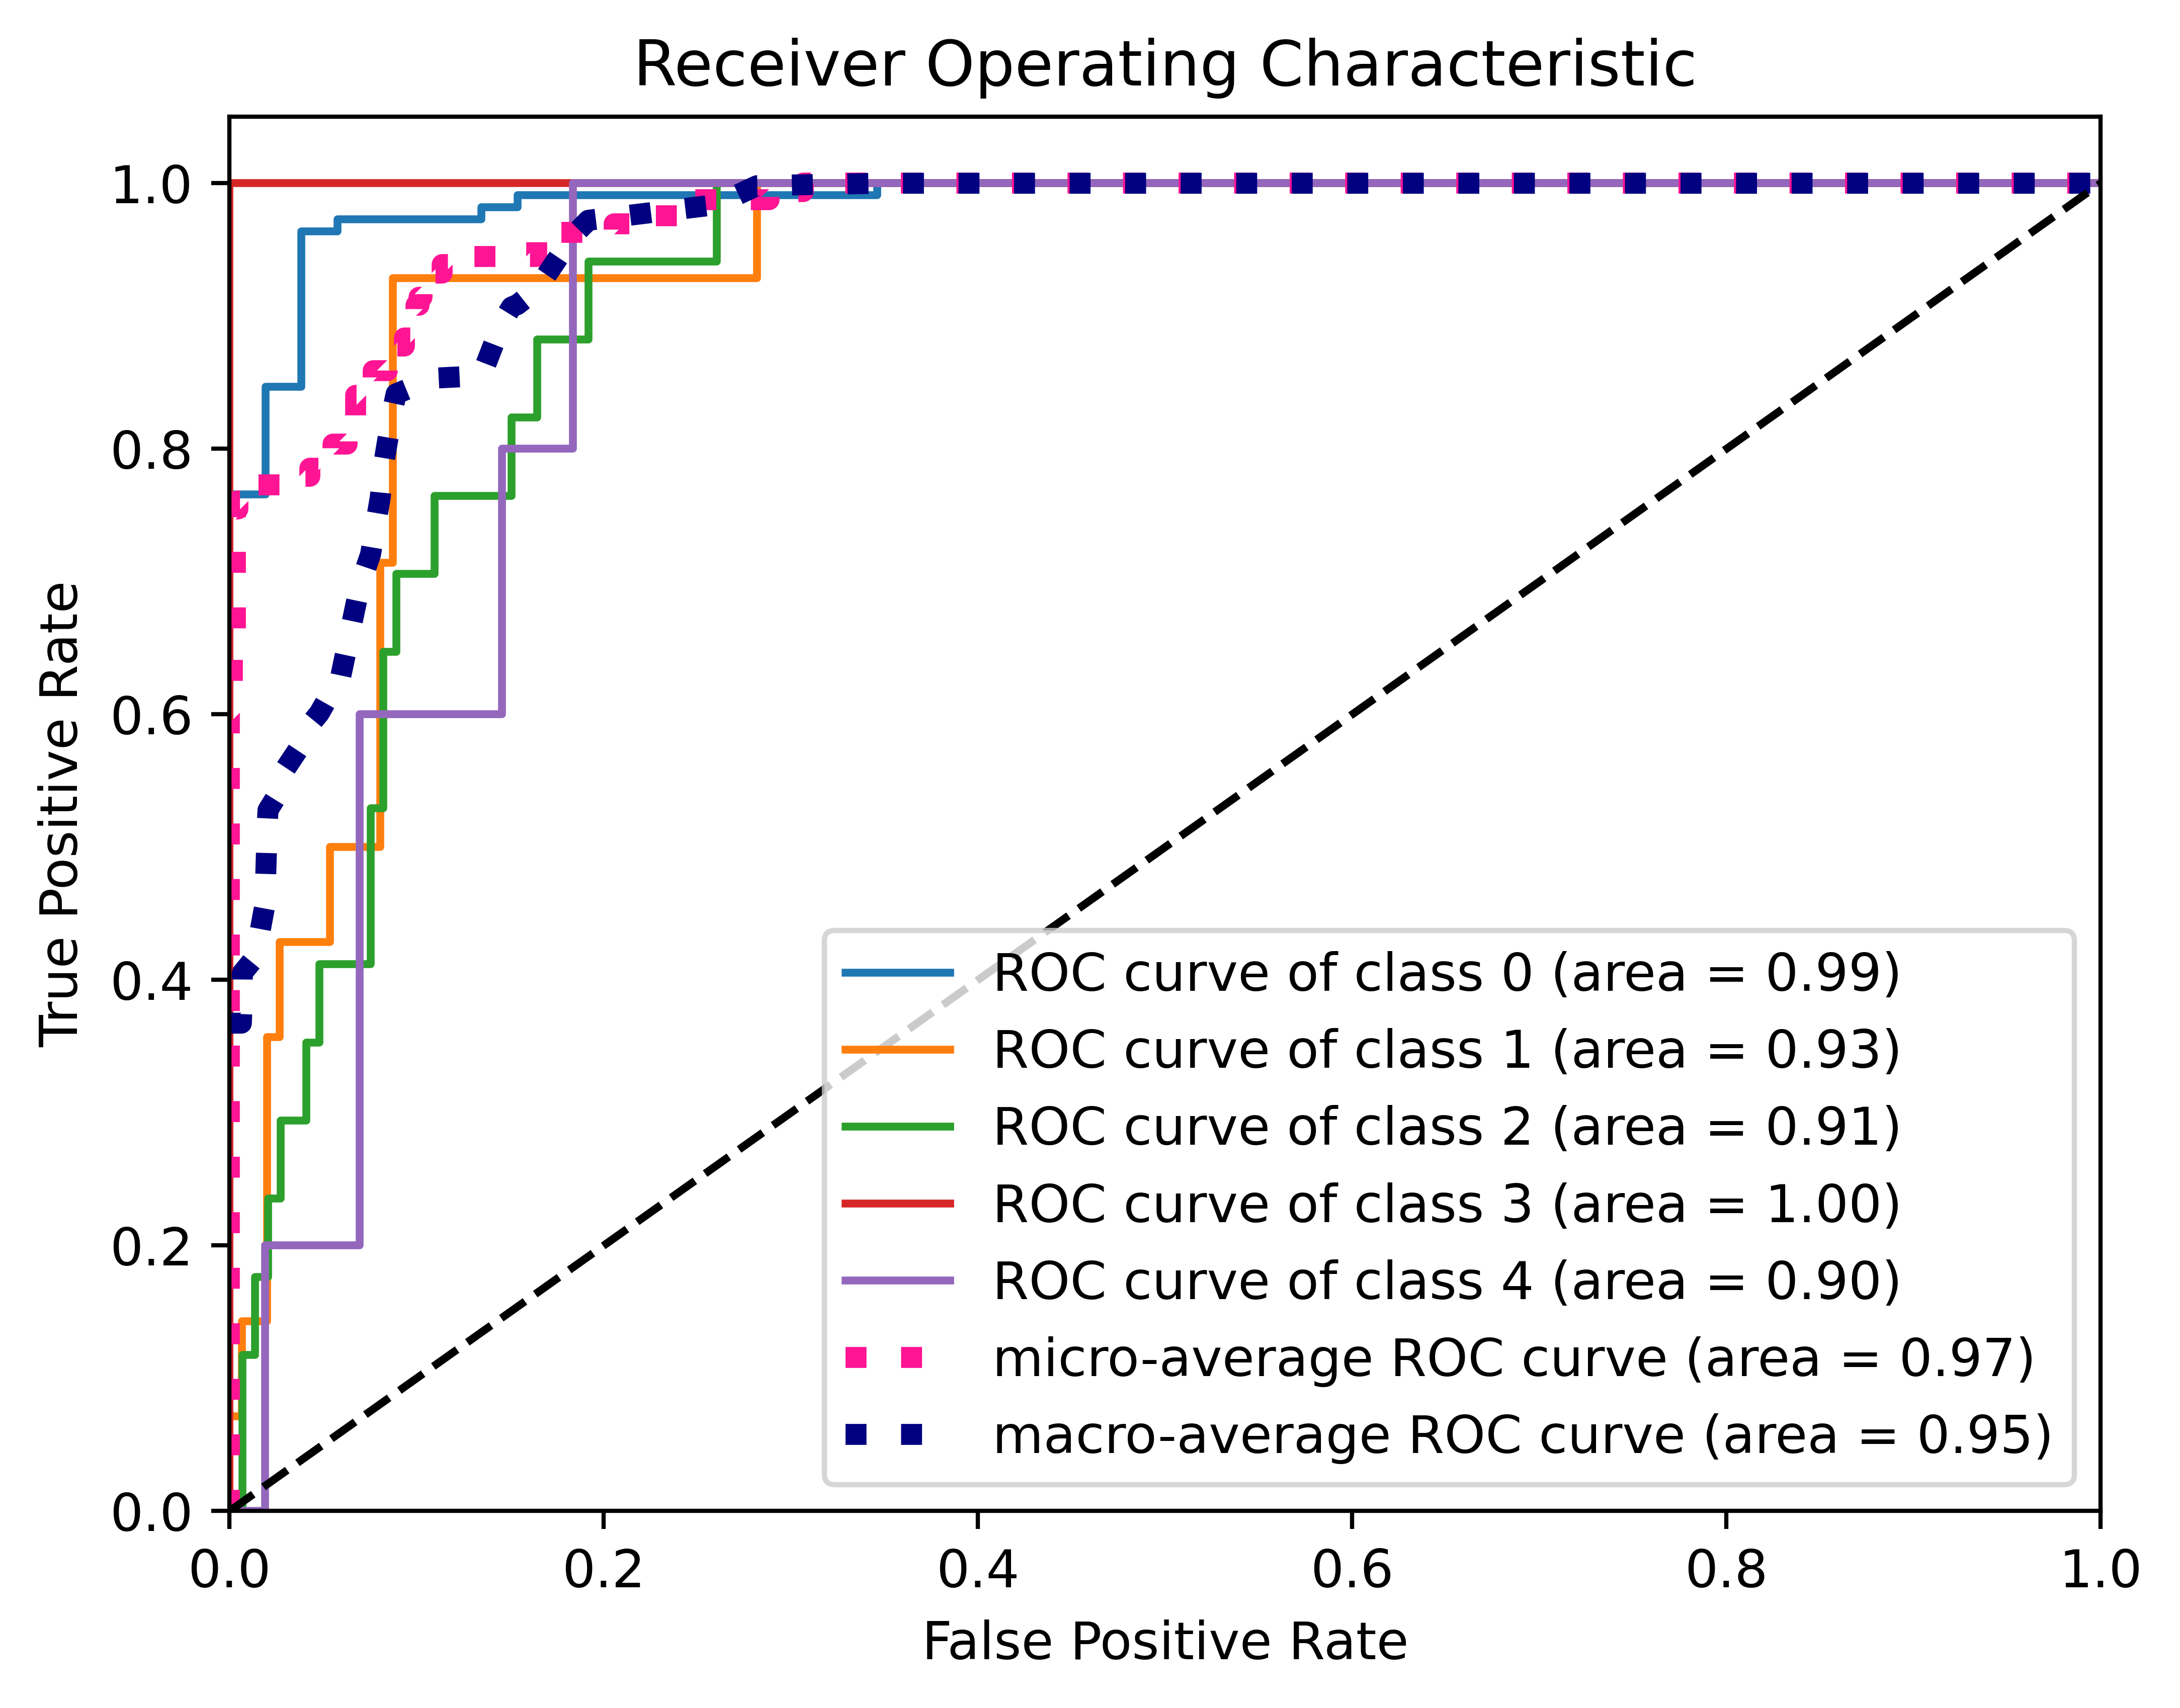 Receiver Operating Characteristic
True Positive Rate
1.0
0.8
0.6
0.4
0.2
0.0
0.0 0.2 0.4 0.6 0.8 1.0
False Positive Rate
ROC curve of class 0 (area = 0.99)
ROC curve of class 1 (area = 0.93)
ROC curve of class 2 (area = 0.91)
ROC curve of class 3 (area = 1.00)
ROC curve of class 4 (area = 0.90)
micro-average ROC curve (area = 0.97)
macro-average ROC curve (area = 0.95)